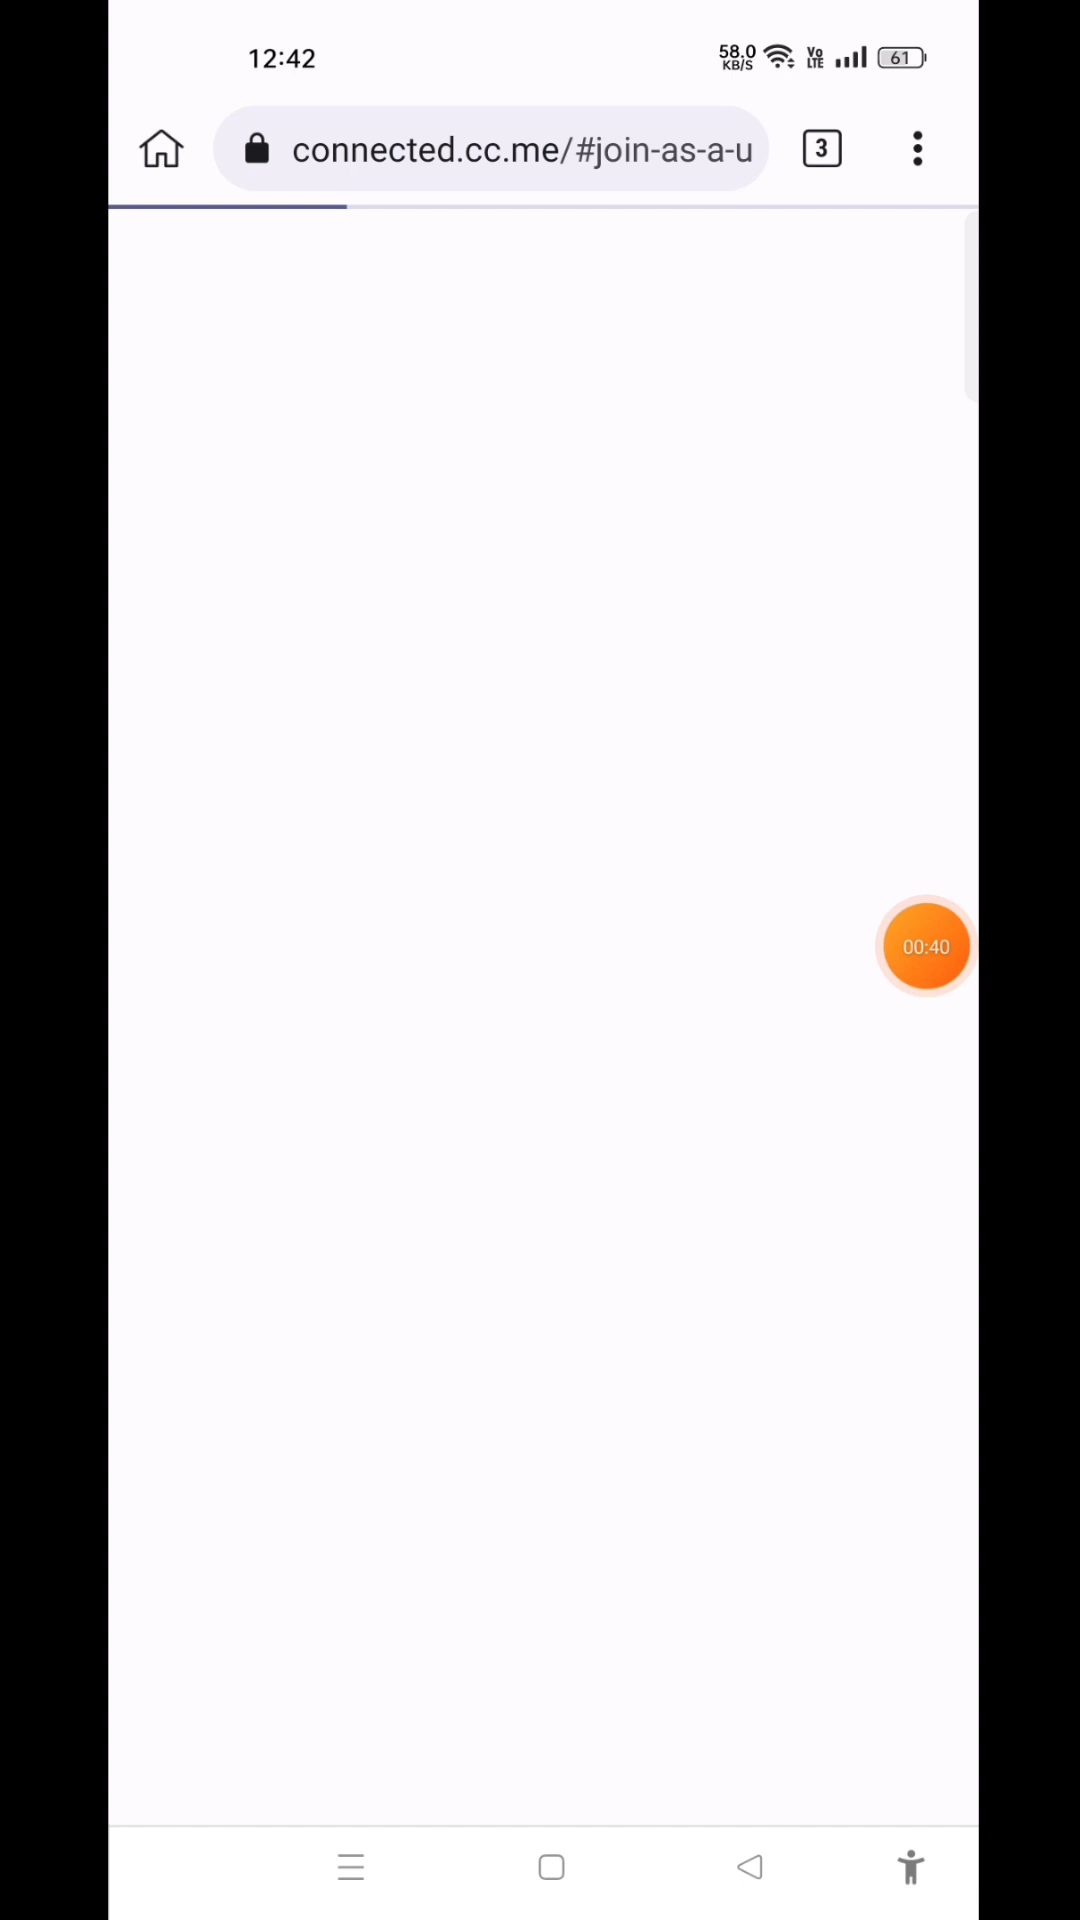 12:42
58.0
KB/S
Vo
LTE
61
connected.cc.me/#join-as-a-u
3
00:40